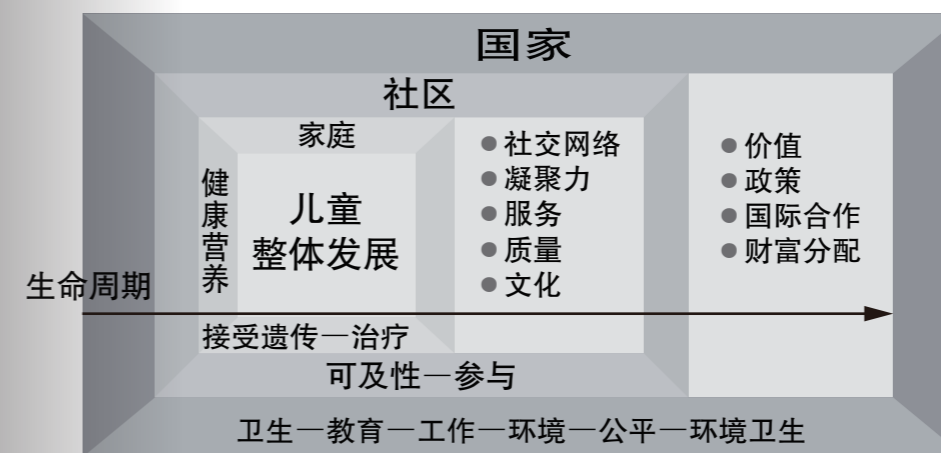 国家
社区
家庭
健康营养
儿童
整体发展
● 社交网络
● 凝聚力
● 服务
● 质量
● 文化
● 价值
● 政策
● 国际合作
● 财富分配
生命周期
接受遗传—治疗
可及性—参与
卫生—教育—工作—环境—公平—环境卫生